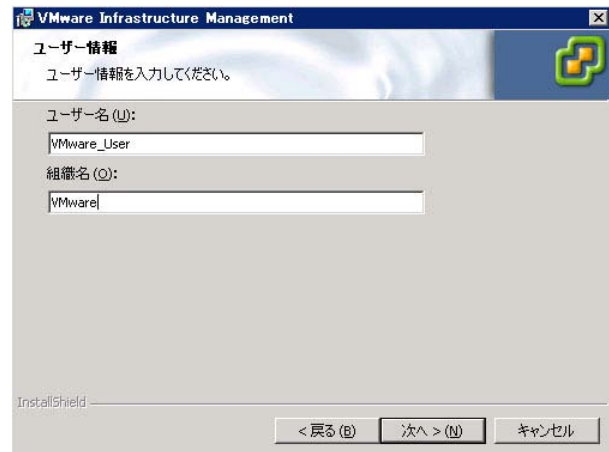 VMware Infrastructure Management
ユーザー情報
ユーザー情報を入力してください。
ユーザー名(U):
VMware_User
組織名(O):
VMware
InstallShield
< 戻る(B)
次へ >(N)
キャンセル